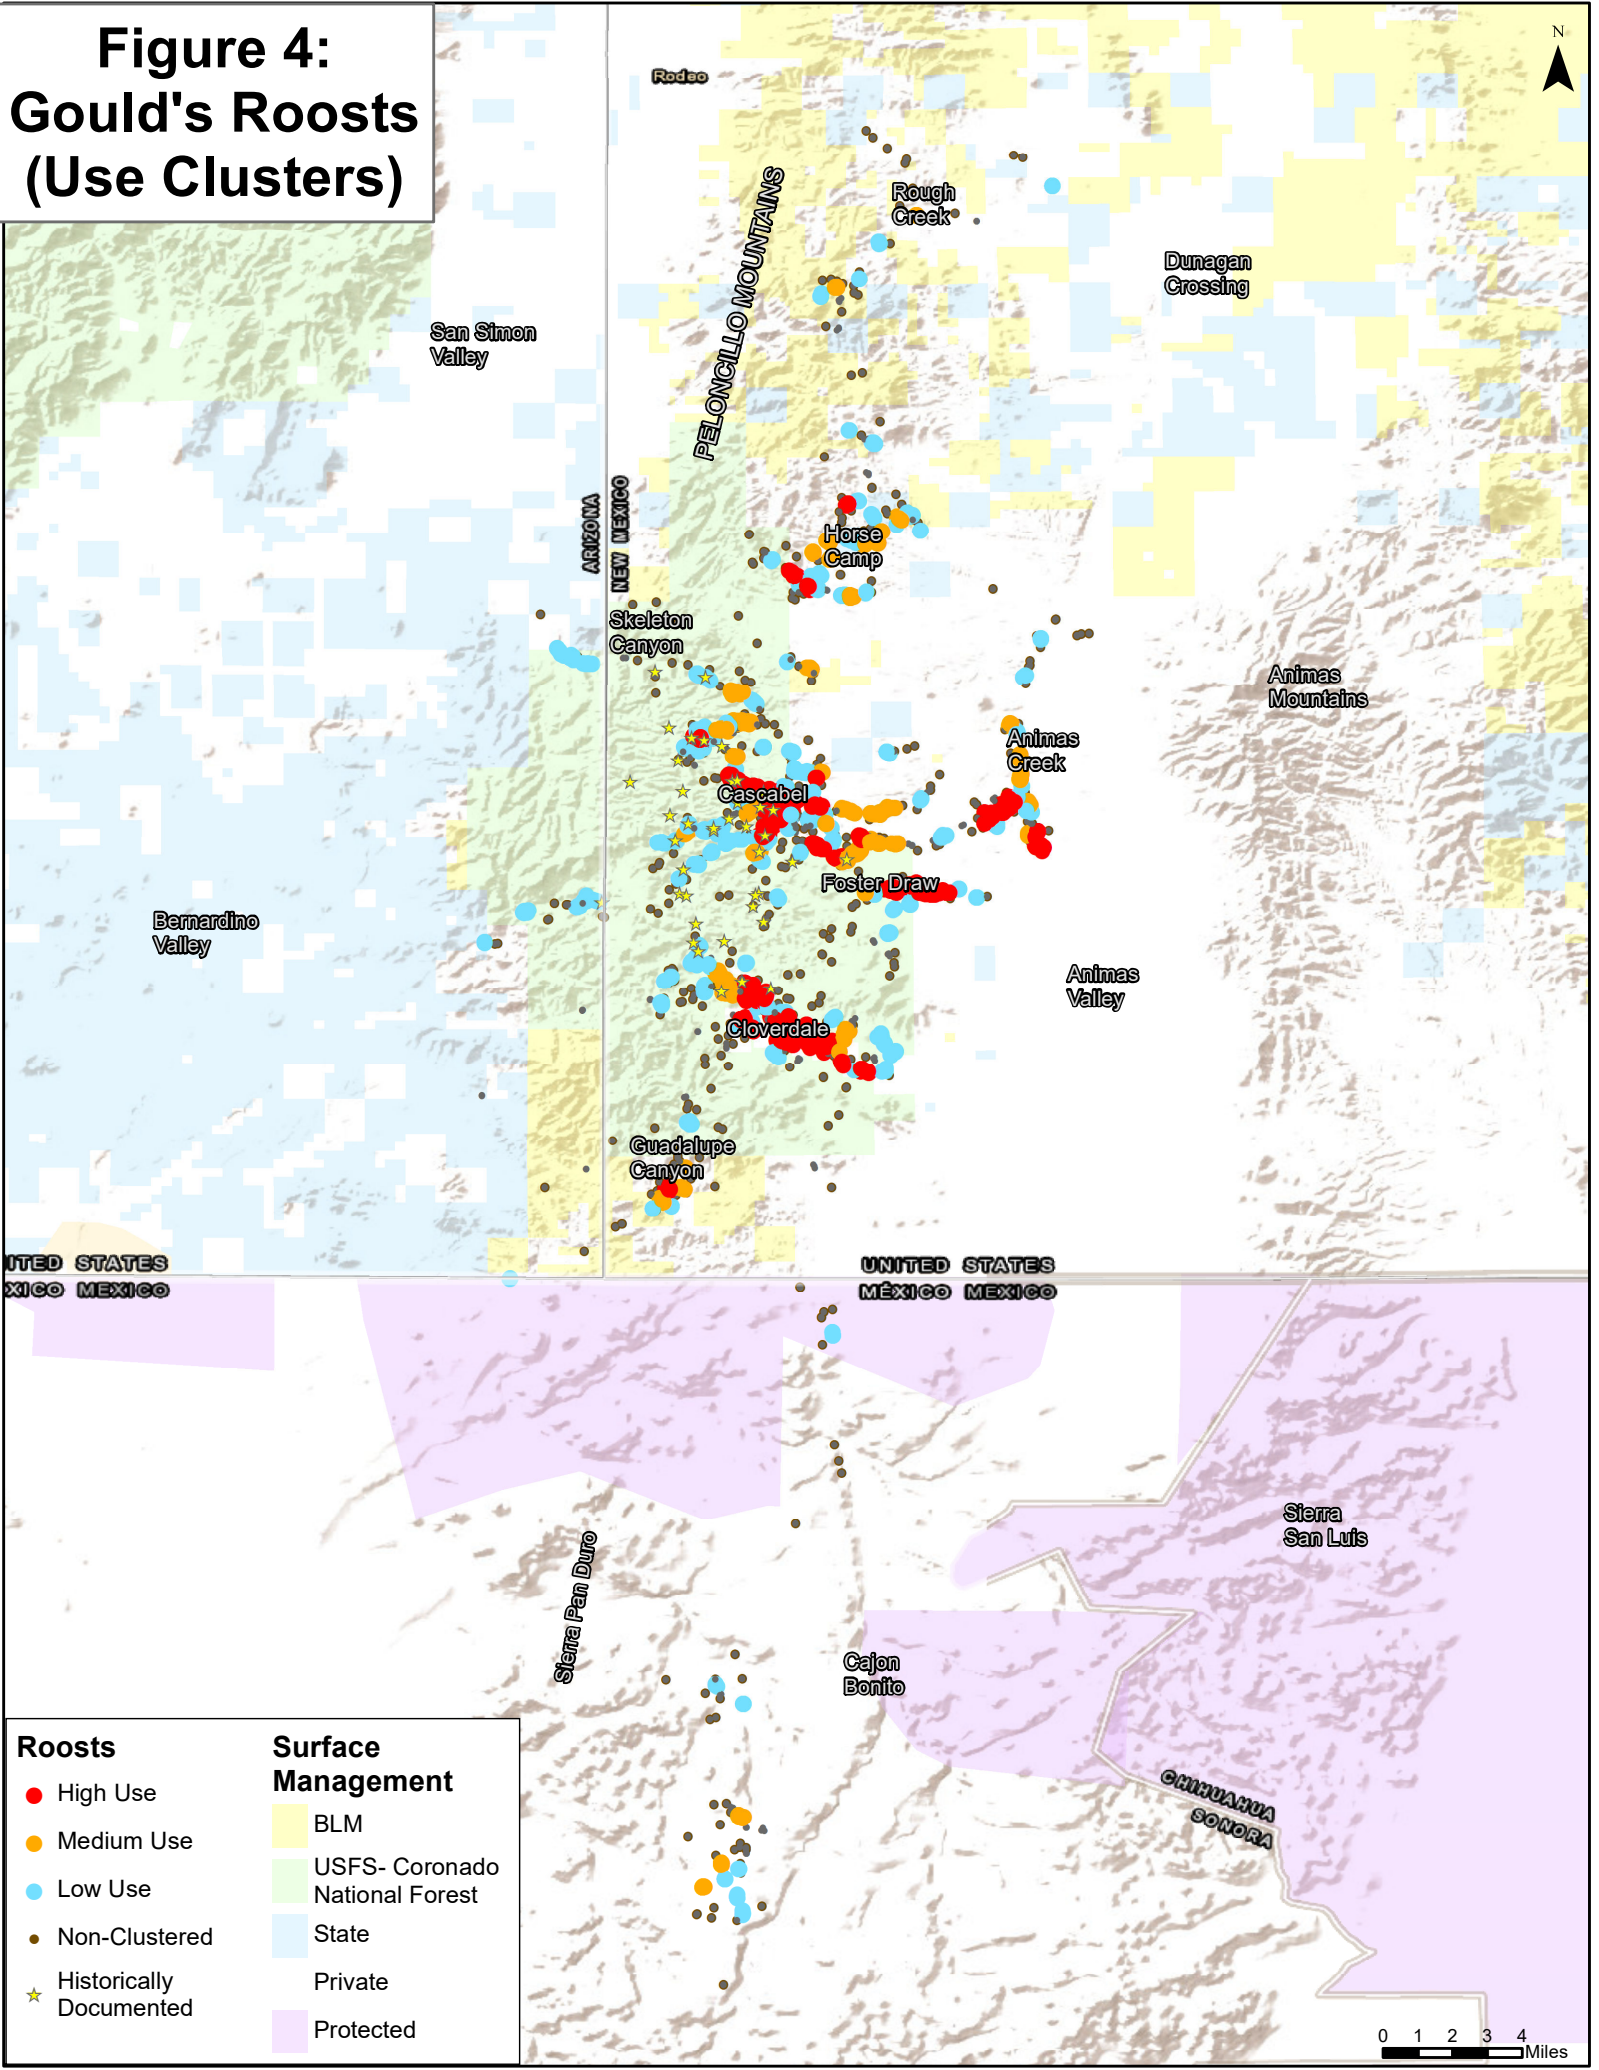 Figure 4:
Gould's Roosts
(Use Clusters)
N
Rodeo
Rough
Creek
PELONCILLO MOUNTAINS
Dunagan
Crossing
San Simon
Valley
ARIZONA
NEW MEXICO
Horse
Camp
Skeleton
Canyon
Animas
Mountains
Animas
Creek
Cascabel
Foster Draw
Bernardino
Valley
Animas
Valley
Cloverdale
Guadalupe
Canyon
ITED STATES
XICO MEXICO
UNITED STATES
MÉXICO MEXICO
Sierra
San Luis
Sierra Pan Duro
Cajon
Bonito
CHIHUAHUA
SONORA
Roosts
High Use
Medium Use
Low Use
Non-Clustered
Historically
Documented
Surface
Management
BLM
USFS- Coronado
National Forest
State
Private
Protected
0 1 2 3 4
Miles